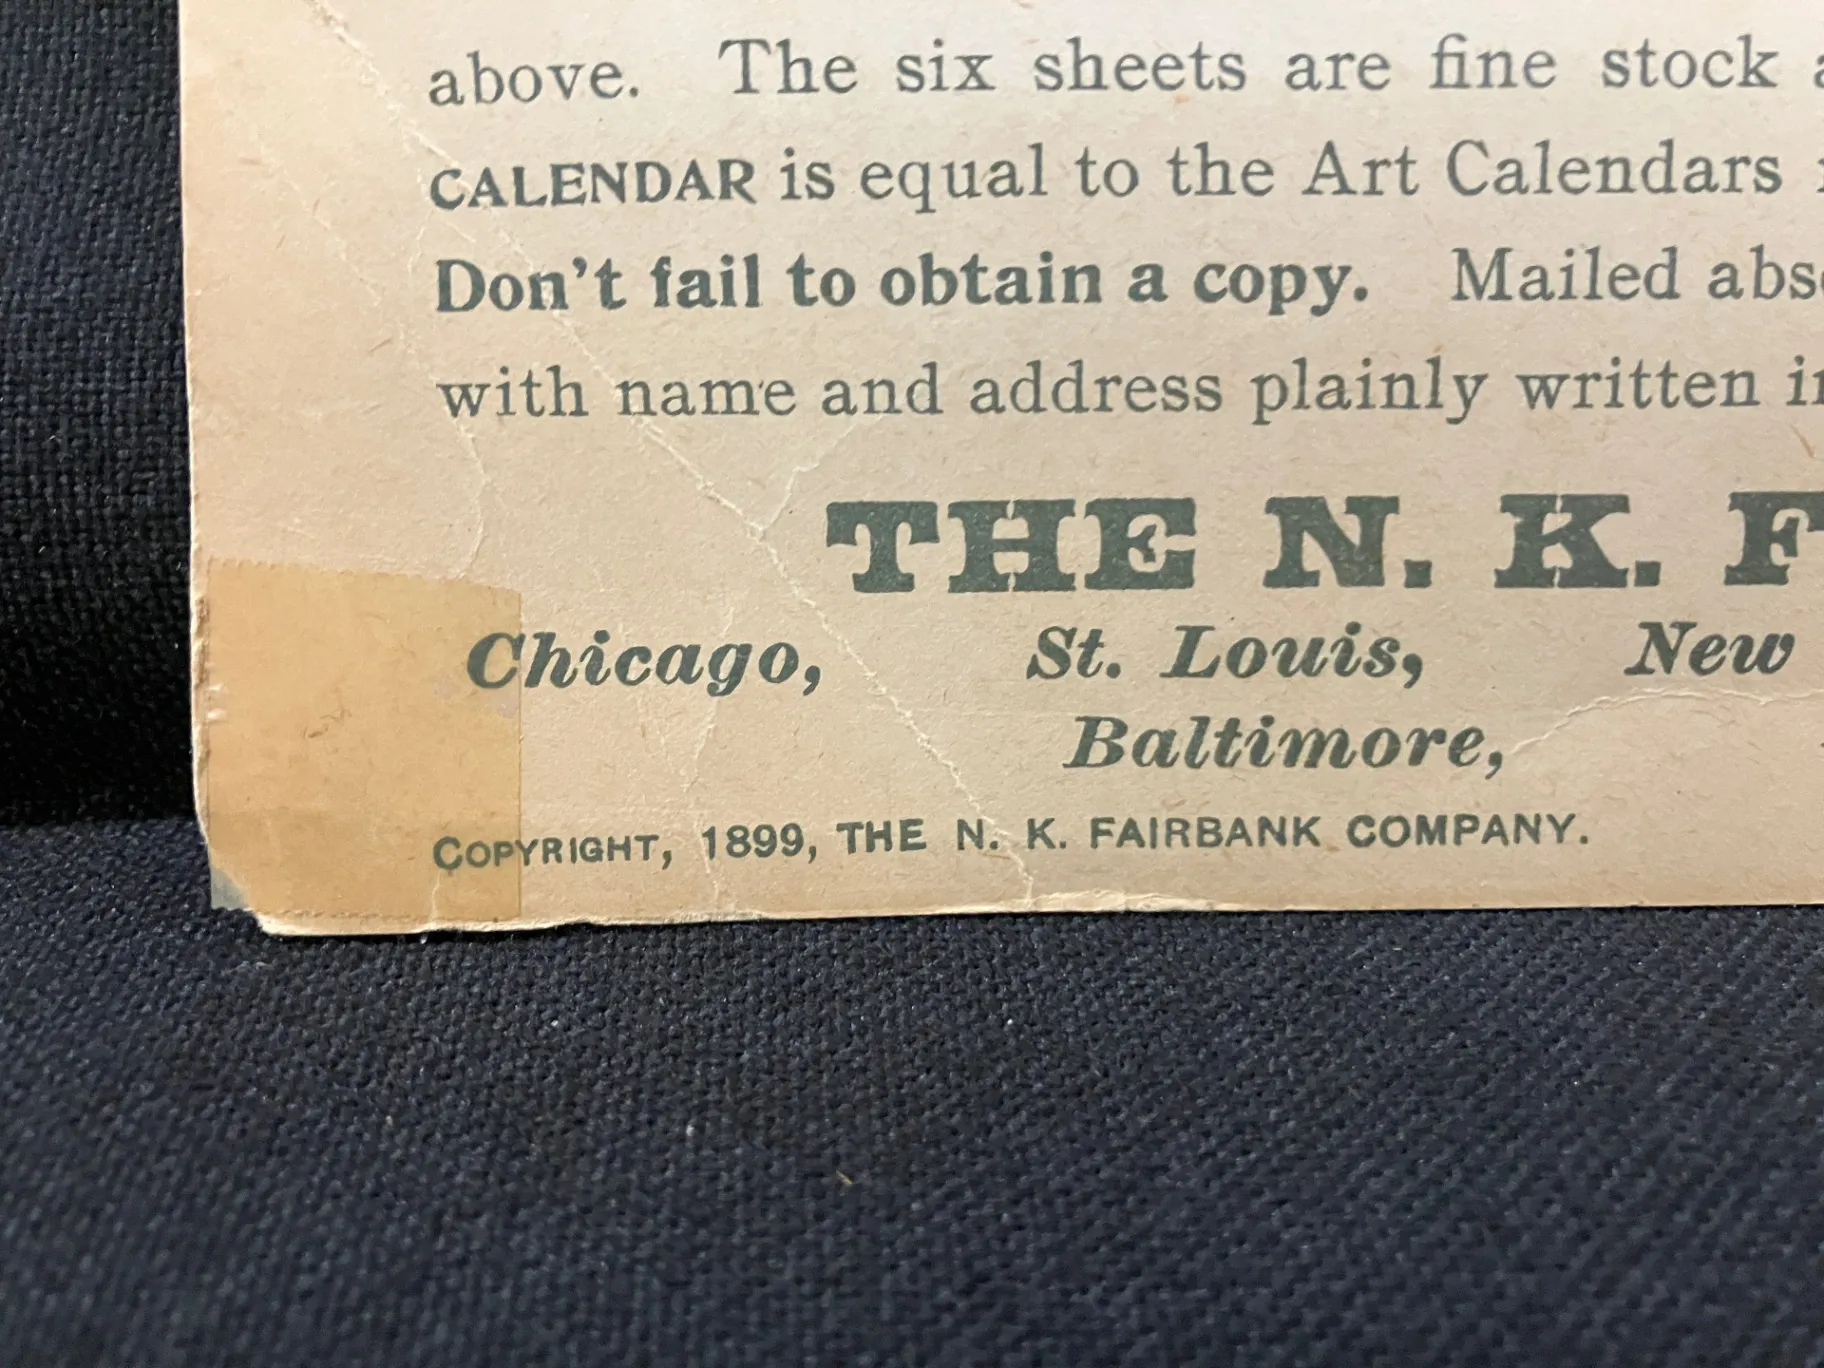 above. The six sheets are fine stock
CALENDAR is equal to the Art Calendars
Don't fail to obtain a copy. Mailed
with name and address plainly written
THE N. K.
Chicago, St. Louis, New
Baltimore,
COPYRIGHT, 1899, THE N. K. FAIRBANK COMPANY.